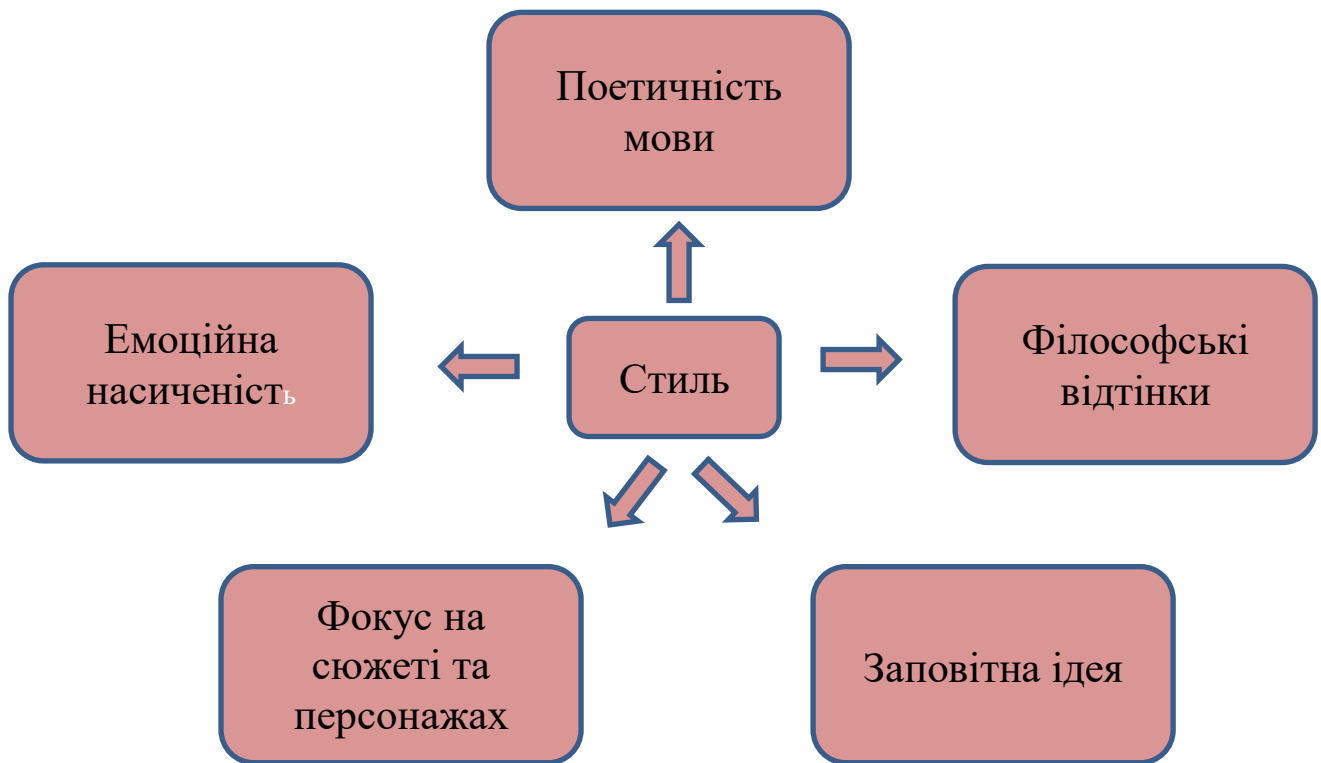 Поетичність
мови
Емоційна
насиченість
Стиль
Філософські
відтінки
Фокус на
сюжеті та
персонажах
Заповітна ідея